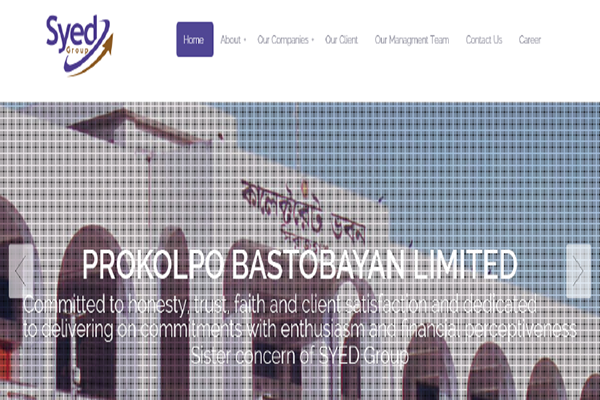 Syed
Group
Home
About
Our Companies
Our Client
Our Managment Team
Contact Us
Career
কালেক্টরেট ভবন
PROKOLPO BASTOBAYAN LIMITED
Committed to honesty, trust, faith and client satisfaction and dedicated
to delivering on commitments with enthusiasm and financial perceptiveness
Sister concern of SYED Group